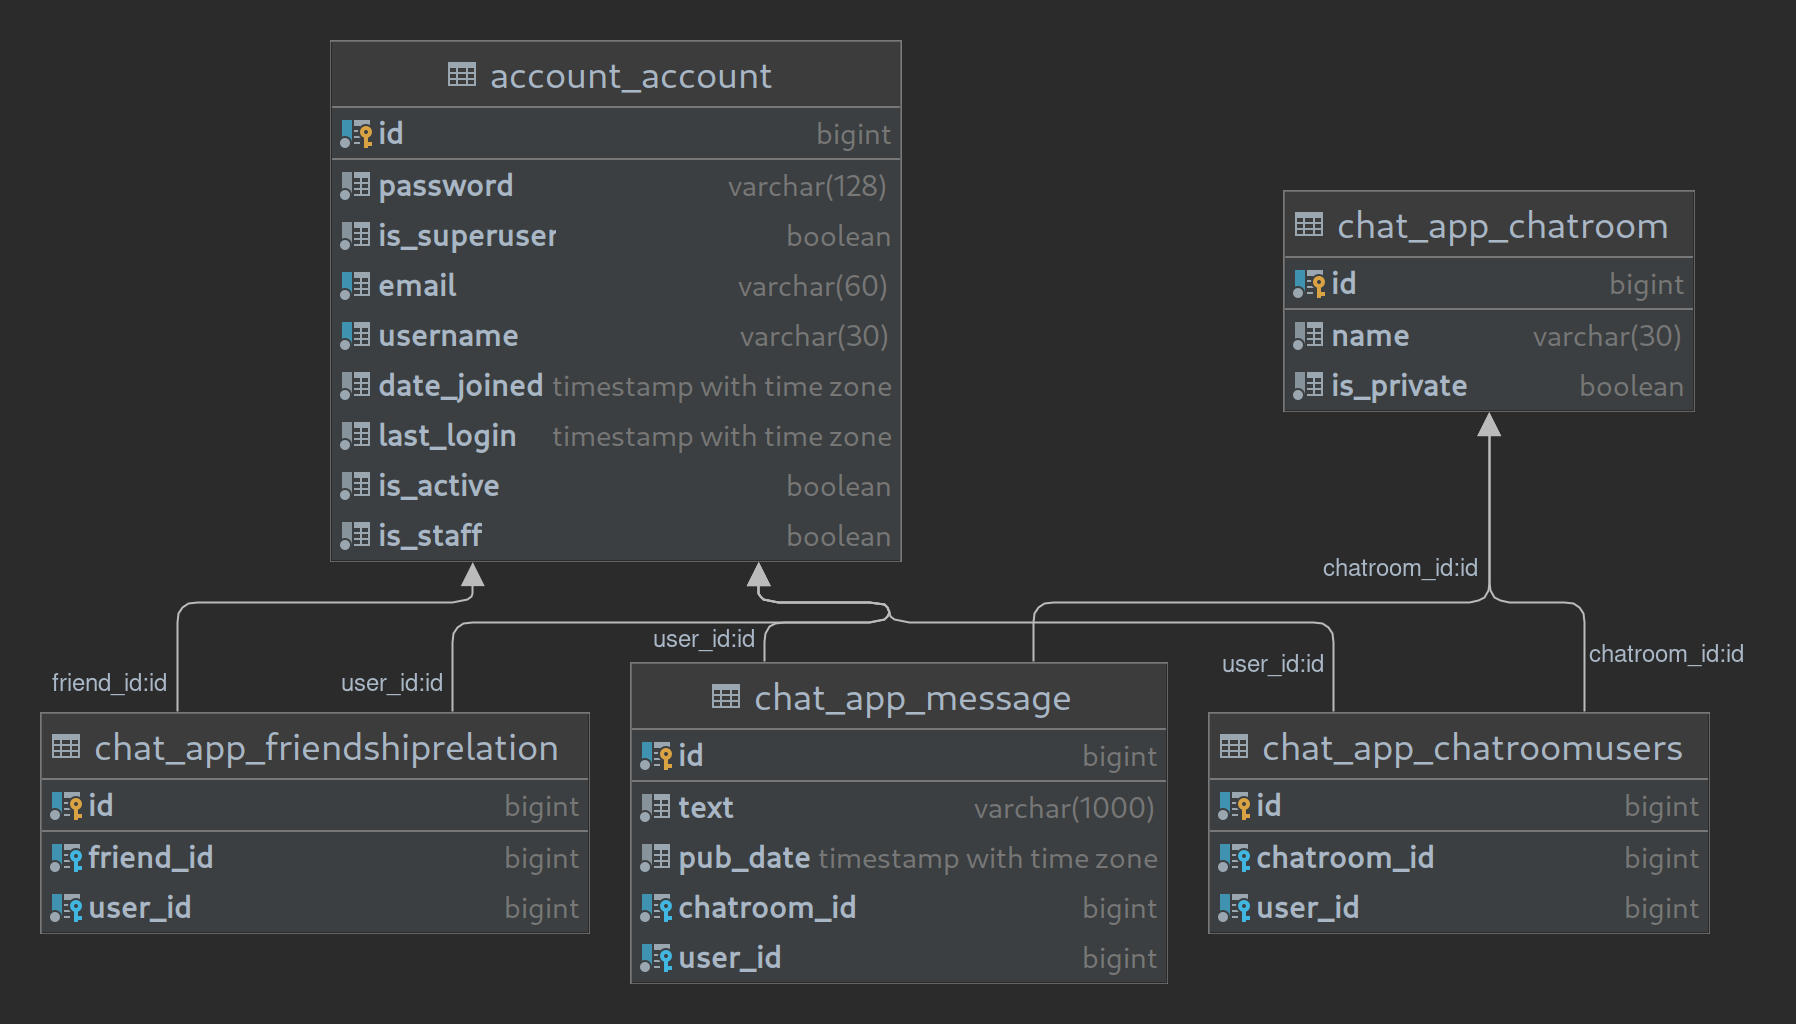 account_account
id bigint
password varchar(128)
is_superuser boolean
email varchar(60)
username varchar(30)
date_joined timestamp with time zone
last_login timestamp with time zone
is_active boolean
is_staff boolean
chat_app_chatroom
id bigint
name varchar(30)
is_private boolean
chatroom_id:id
user_id:id
chatroom_id:id
user_id:id
friend_id:id
user_id:id
chat_app_friendshiprelation
id bigint
friend_id bigint
user_id bigint
chat_app_message
id bigint
text varchar(1000)
pub_date timestamp with time zone
chatroom_id bigint
user_id bigint
chat_app_chatroomusers
id bigint
chatroom_id bigint
user_id bigint